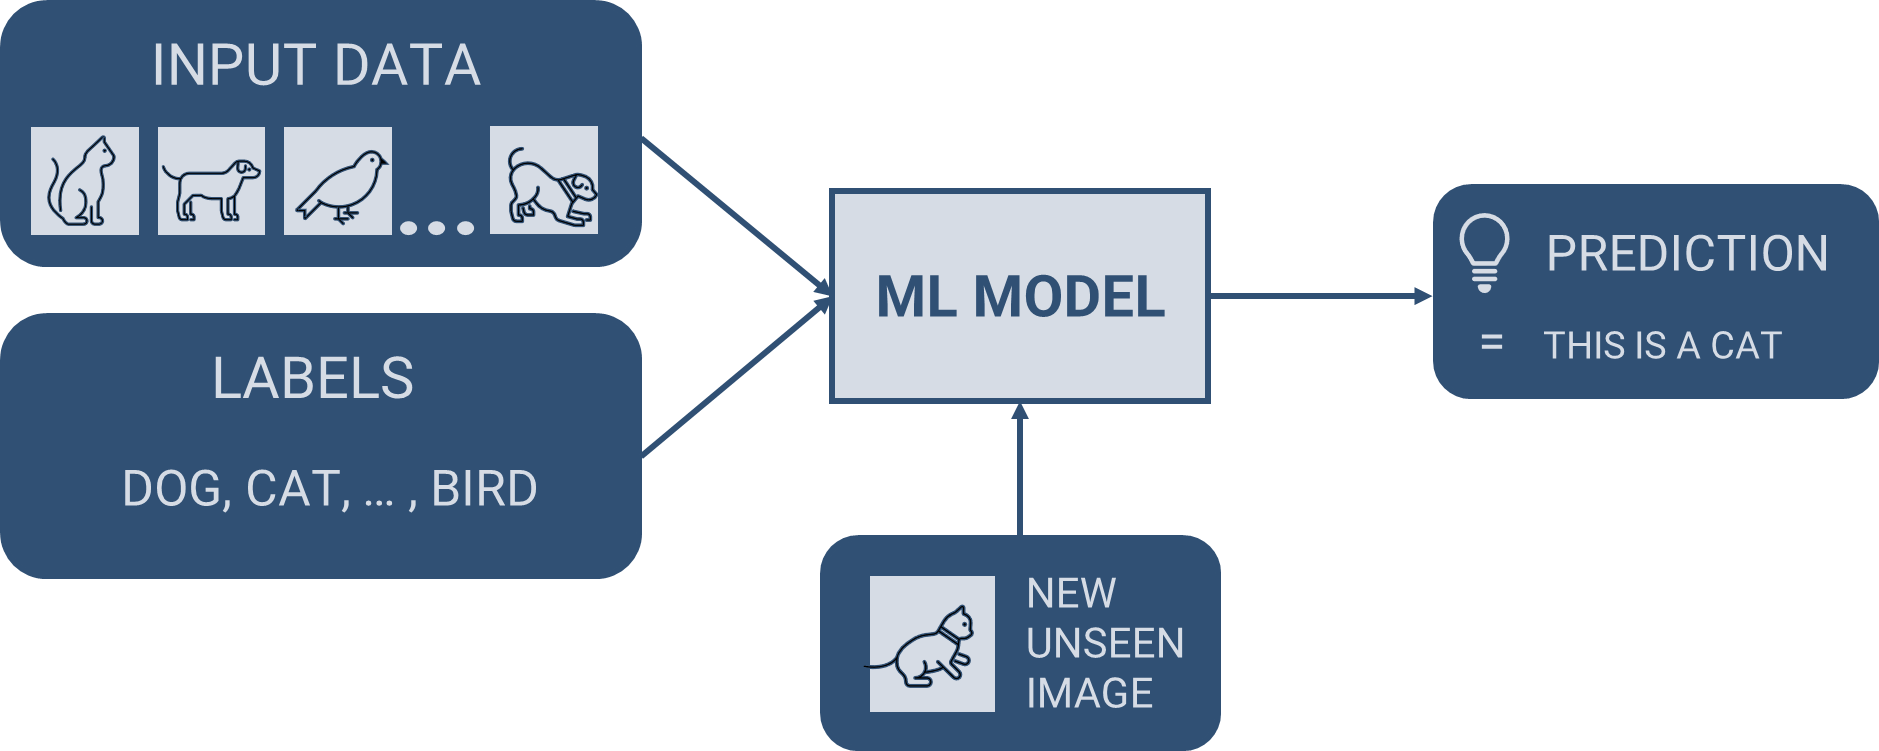 INPUT DATA
...
LABELS
DOG, CAT, ... , BIRD
ML MODEL
NEW
UNSEEN
IMAGE
PREDICTION
= THIS IS A CAT